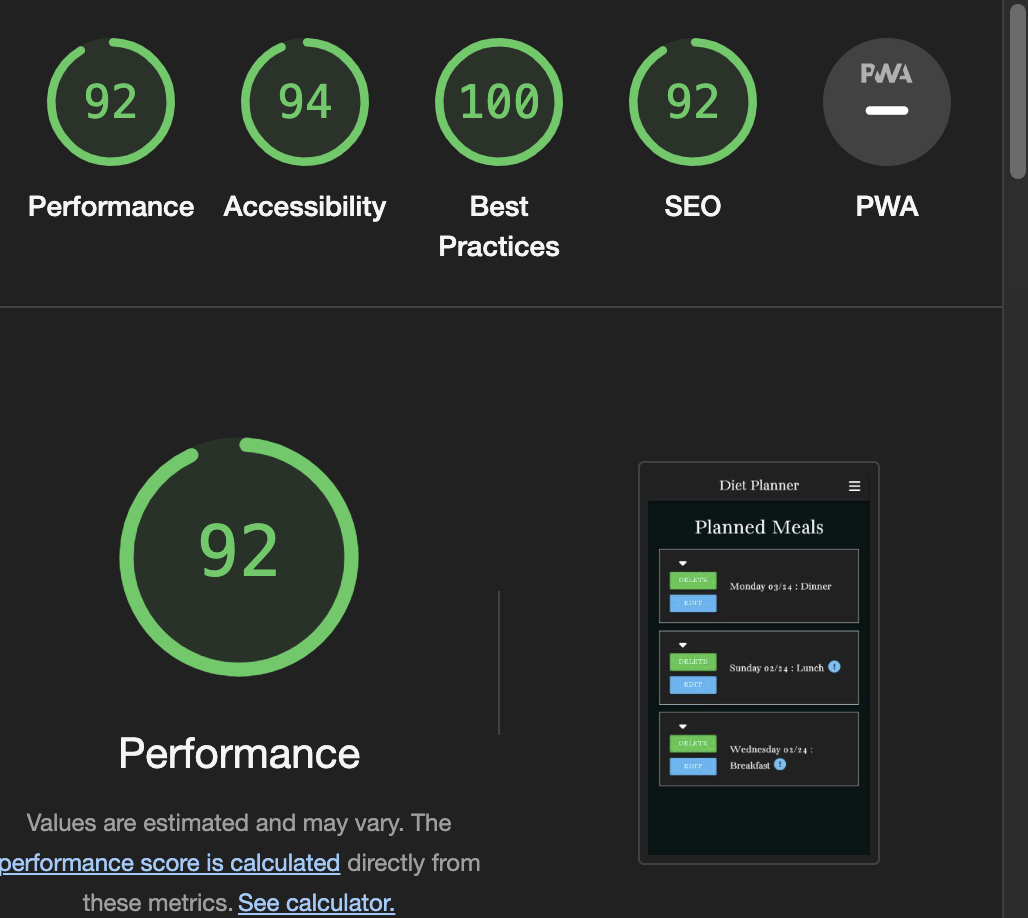 92
94
100
92
PWA
Performance
Accessibility
Best
Practices
SEO
PWA
92
Performance
Values are estimated and may vary. The
performance score is calculated directly from
these metrics. See calculator.
Diet Planner
Planned Meals
DELETE
EDIT
Monday 03/24 : Dinner
DELETE
EDIT
Sunday 02/24 : Lunch !
DELETE
EDIT
Wednesday 02/24 :
Breakfast !